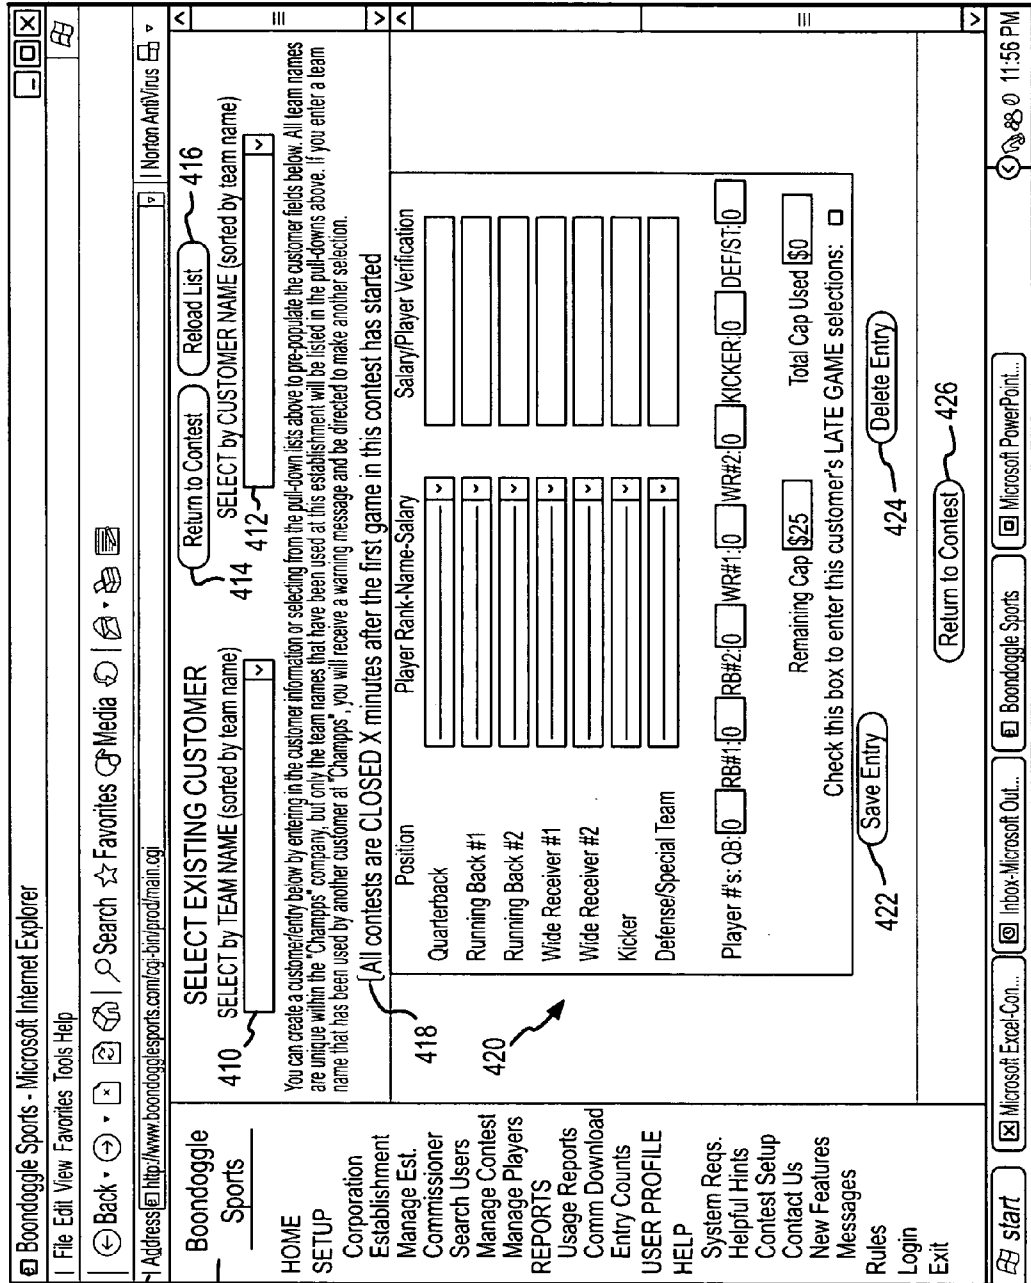 Boondoggle Sports - Microsoft Internet Explorer
File Edit View Favorites Tools Help
Back Search Favorites Media
Address http://www.boondogglesports.com/cgi-bin/prod/main.cgi Norton AntiVirus
Boondoggle
Sports
HOME
SETUP
Corporation
Establishment
Manage Est.
Commissioner
Search Users
Manage Contest
Manage Players
REPORTS
Usage Reports
Comm Download
Entry Counts
USER PROFILE
HELP
System Reqs.
Helpful Hints
Contest Setup
Contact Us
New Features
Messages
Rules
Login
Exit
SELECT EXISTING CUSTOMER
Return to Contest Reload List 416
414
SELECT by TEAM NAME (sorted by team name) SELECT by CUSTOMER NAME (sorted by team name)
410 412
You can create a customer/entry below by entering in the customer information or selecting from the pull-down lists above to pre-populate the customer fields below. All team names
are unique within the "Champps" company, but only the team names that have been used at this establishment will be listed in the pull-downs above. If you enter a team
name that has been used by another customer at "Champps", you will receive a warning message and be directed to make another selection.
418 All contests are CLOSED X minutes after the first game in this contest has started
420
Position Player Rank-Name-Salary Salary/Player Verification
Quarterback
Running Back #1
Running Back #2
Wide Receiver #1
Wide Receiver #2
Kicker
Defense/Special Team
Player #'s: QB: 0 RB#1: 0 RB#2: 0 WR#1: 0 WR#2: 0 KICKER: 0 DEF/ST: 0
Remaining Cap $25 Total Cap Used $0
Check this box to enter this customer's LATE GAME selections:
422 Save Entry 424 Delete Entry
Return to Contest 426
start Microsoft Excel-Con... Inbox-Microsoft Out... Boondoggle Sports Microsoft PowerPoint... 11:56 PM